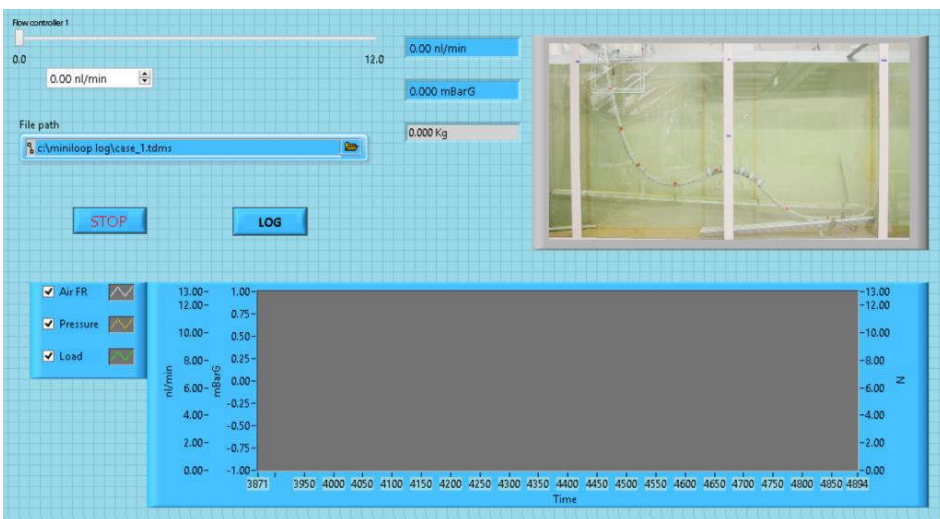 Flow controller 1
0.0 12.0
0.00 nl/min
0.00 nl/min
0.000 mBarG
0.000 Kg
File path
c:\miniloop log\case_1.tdms
STOP
LOG
Air FR
Pressure
Load
13.00
12.00
10.00
8.00
6.00
4.00
2.00
0.00
nl/min
1.00
0.75
0.50
0.25
0.00
-0.25
-0.50
-0.75
-1.00
mBarG
13.00
12.00
10.00
8.00
6.00
4.00
2.00
0.00
N
3871 3950 4000 4050 4100 4150 4200 4250 4300 4350 4400 4450 4500 4550 4600 4650 4700 4750 4800 4850 4894
Time